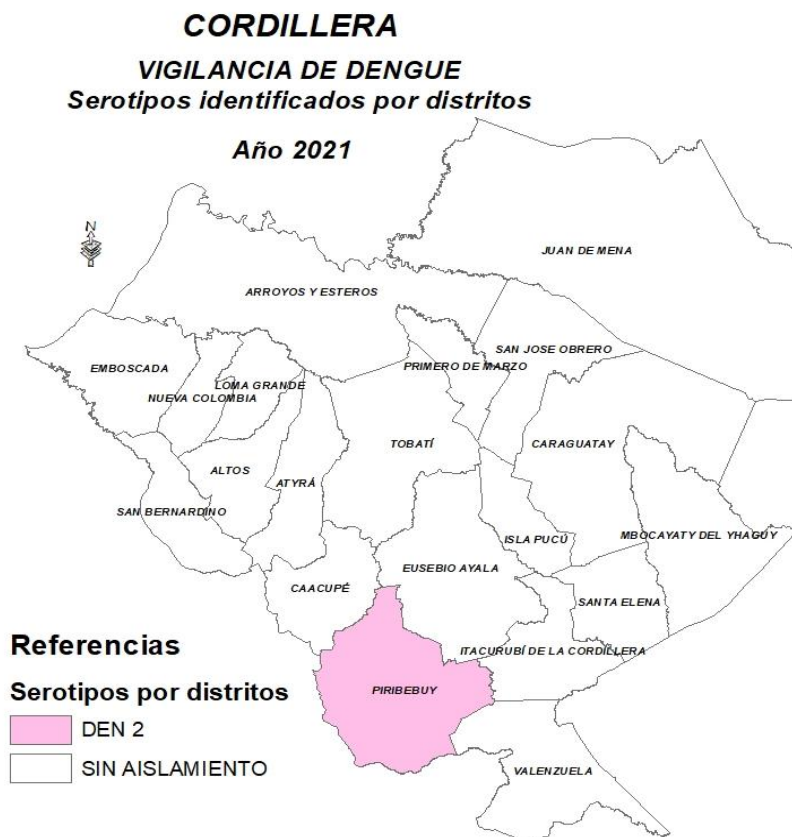 CORDILLERA
VIGILANCIA DE DENGUE
Serotipos identificados por distritos
Año 2021
N
JUAN DE MENA
ARROYOS Y ESTEROS
SAN JOSE OBRERO
EMBOSCADA
PRIMERO DE MARZO
LOMA GRANDE
NUEVA COLOMBIA
TOBATÍ
CARAGUATAY
ALTOS
ATYRÁ
SAN BERNARDINO
ISLA PUCÚ
MBOCAYATY DEL YHAGUY
EUSEBIO AYALA
CAACUPÉ
SANTA ELENA
ITACURUBÍ DE LA CORDILLERA
PIRIBEBUY
VALENZUELA
Referencias
Serotipos por distritos
DEN 2
SIN AISLAMIENTO